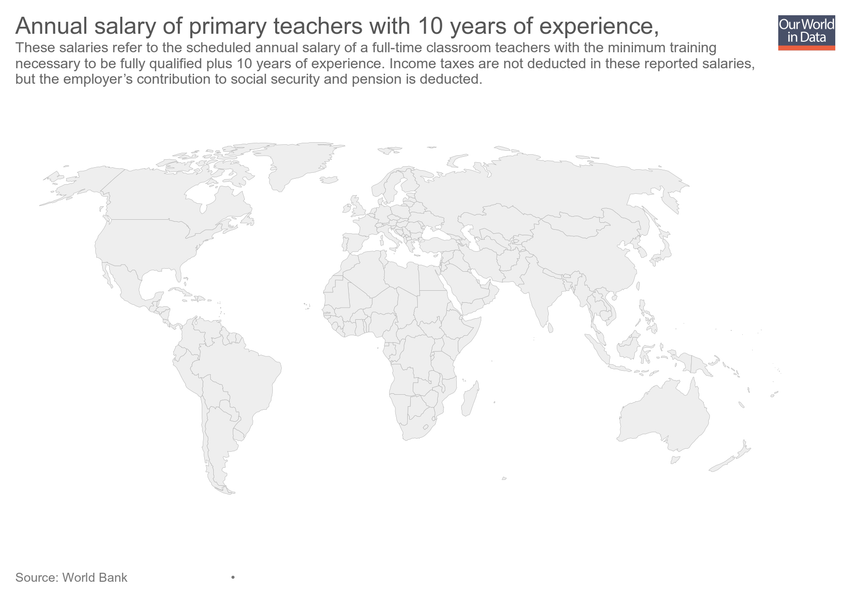 Annual salary of primary teachers with 10 years of experience,
These salaries refer to the scheduled annual salary of a full-time classroom teachers with the minimum training
necessary to be fully qualified plus 10 years of experience. Income taxes are not deducted in these reported salaries,
but the employer's contribution to social security and pension is deducted.
Our World
in Data
Source: World Bank •